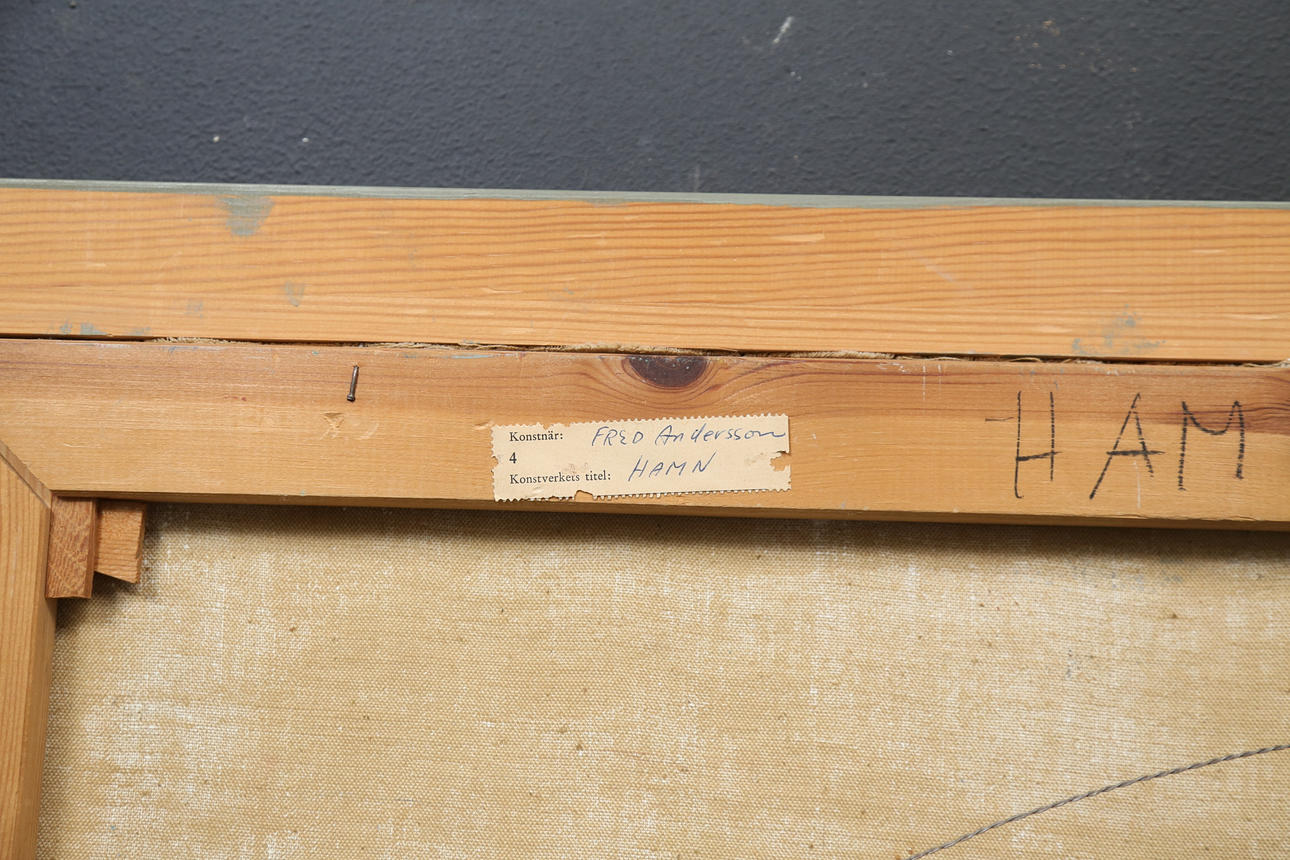 Konstnär: FRED Andersson
4
Konstverkets titel: HAMN
HAM